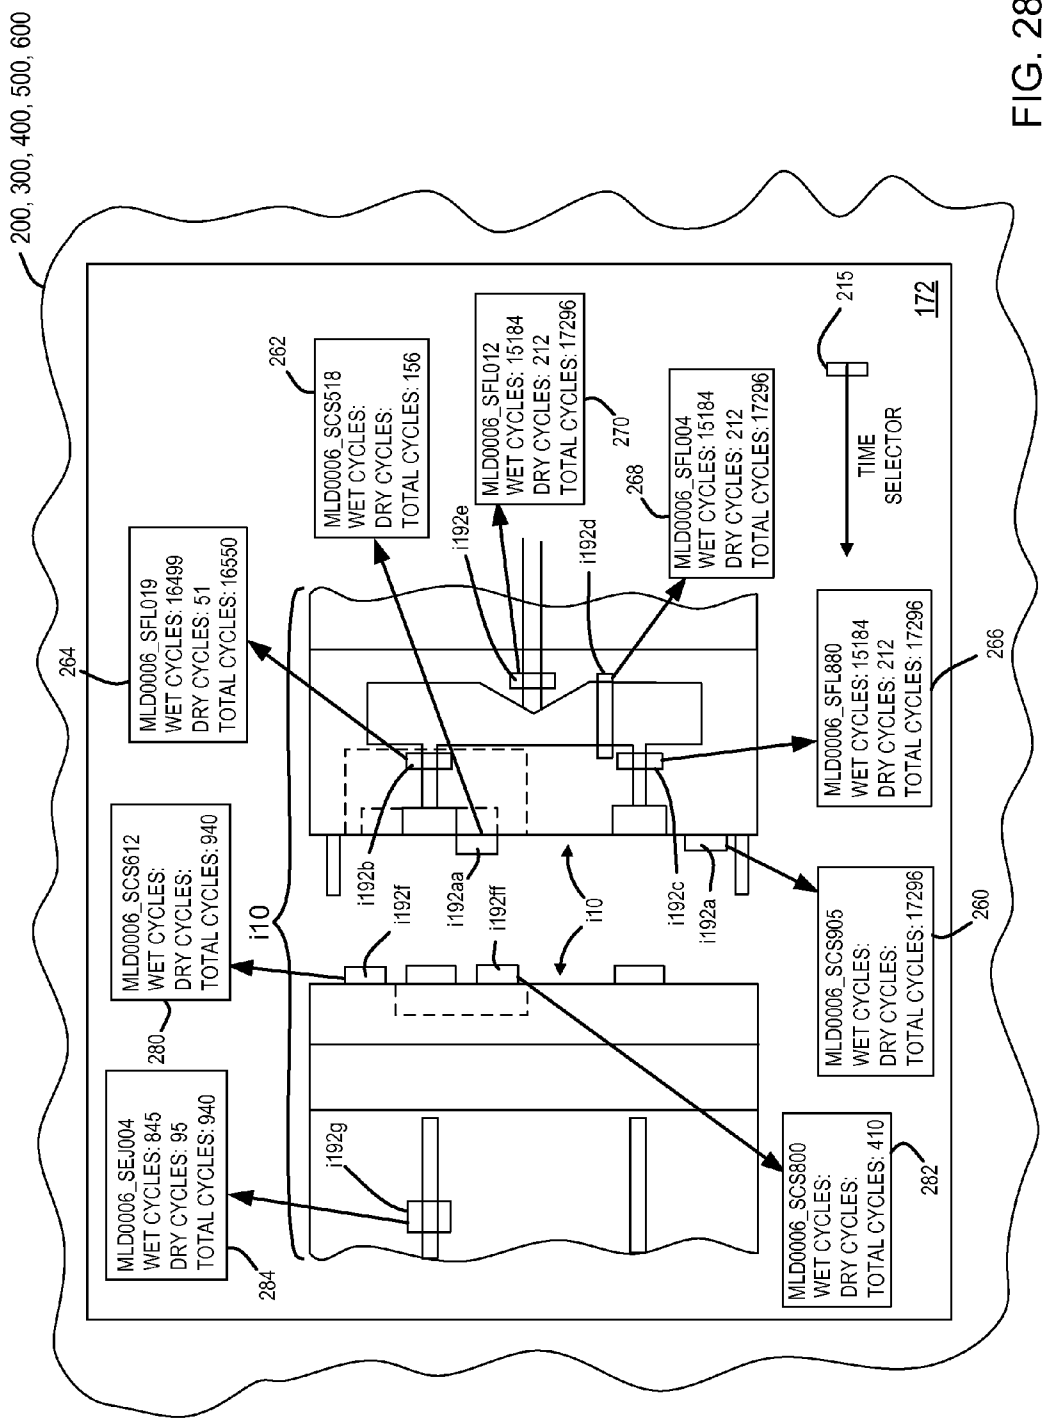 200, 300, 400, 500, 600
284
MLD0006_SEJ004
WET CYCLES: 845
DRY CYCLES: 95
TOTAL CYCLES: 940
280
MLD0006_SCS612
WET CYCLES:
DRY CYCLES:
TOTAL CYCLES: 940
264
MLD0006_SFL019
WET CYCLES: 16499
DRY CYCLES: 51
TOTAL CYCLES: 16550
262
MLD0006_SCS518
WET CYCLES:
DRY CYCLES:
TOTAL CYCLES: 156
i10
i192g
i192b
i192f
i192aa
i192ff
i10
i192c
i192a
i192e
i192d
MLD0006_SFL012
WET CYCLES: 15184
DRY CYCLES: 212
TOTAL CYCLES: 17296
270
268
MLD0006_SFL004
WET CYCLES: 15184
DRY CYCLES: 212
TOTAL CYCLES: 17296
MLD0006_SCS800
WET CYCLES:
DRY CYCLES:
TOTAL CYCLES: 410
282
MLD0006_SCS905
WET CYCLES:
DRY CYCLES:
TOTAL CYCLES: 17296
260
MLD0006_SFL880
WET CYCLES: 15184
DRY CYCLES: 212
TOTAL CYCLES: 17296
266
TIME
SELECTOR
215
172
FIG. 28